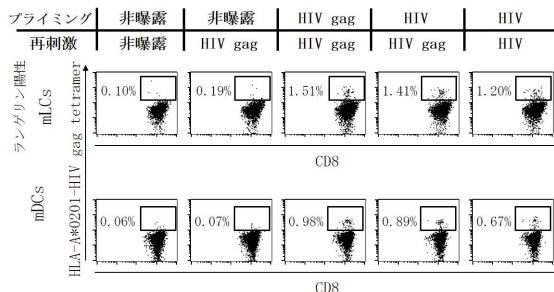 プライミング 非曝露 非曝露 HIV gag HIV HIV
再刺激 非曝露 HIV gag HIV gag HIV gag HIV
ランゲリン陽性
mLCs
HLA-A*0201-HIV gag tetramer
0.10% 0.19% 1.51% 1.41% 1.20%
CD8
mDCs
0.06% 0.07% 0.98% 0.89% 0.67%
CD8